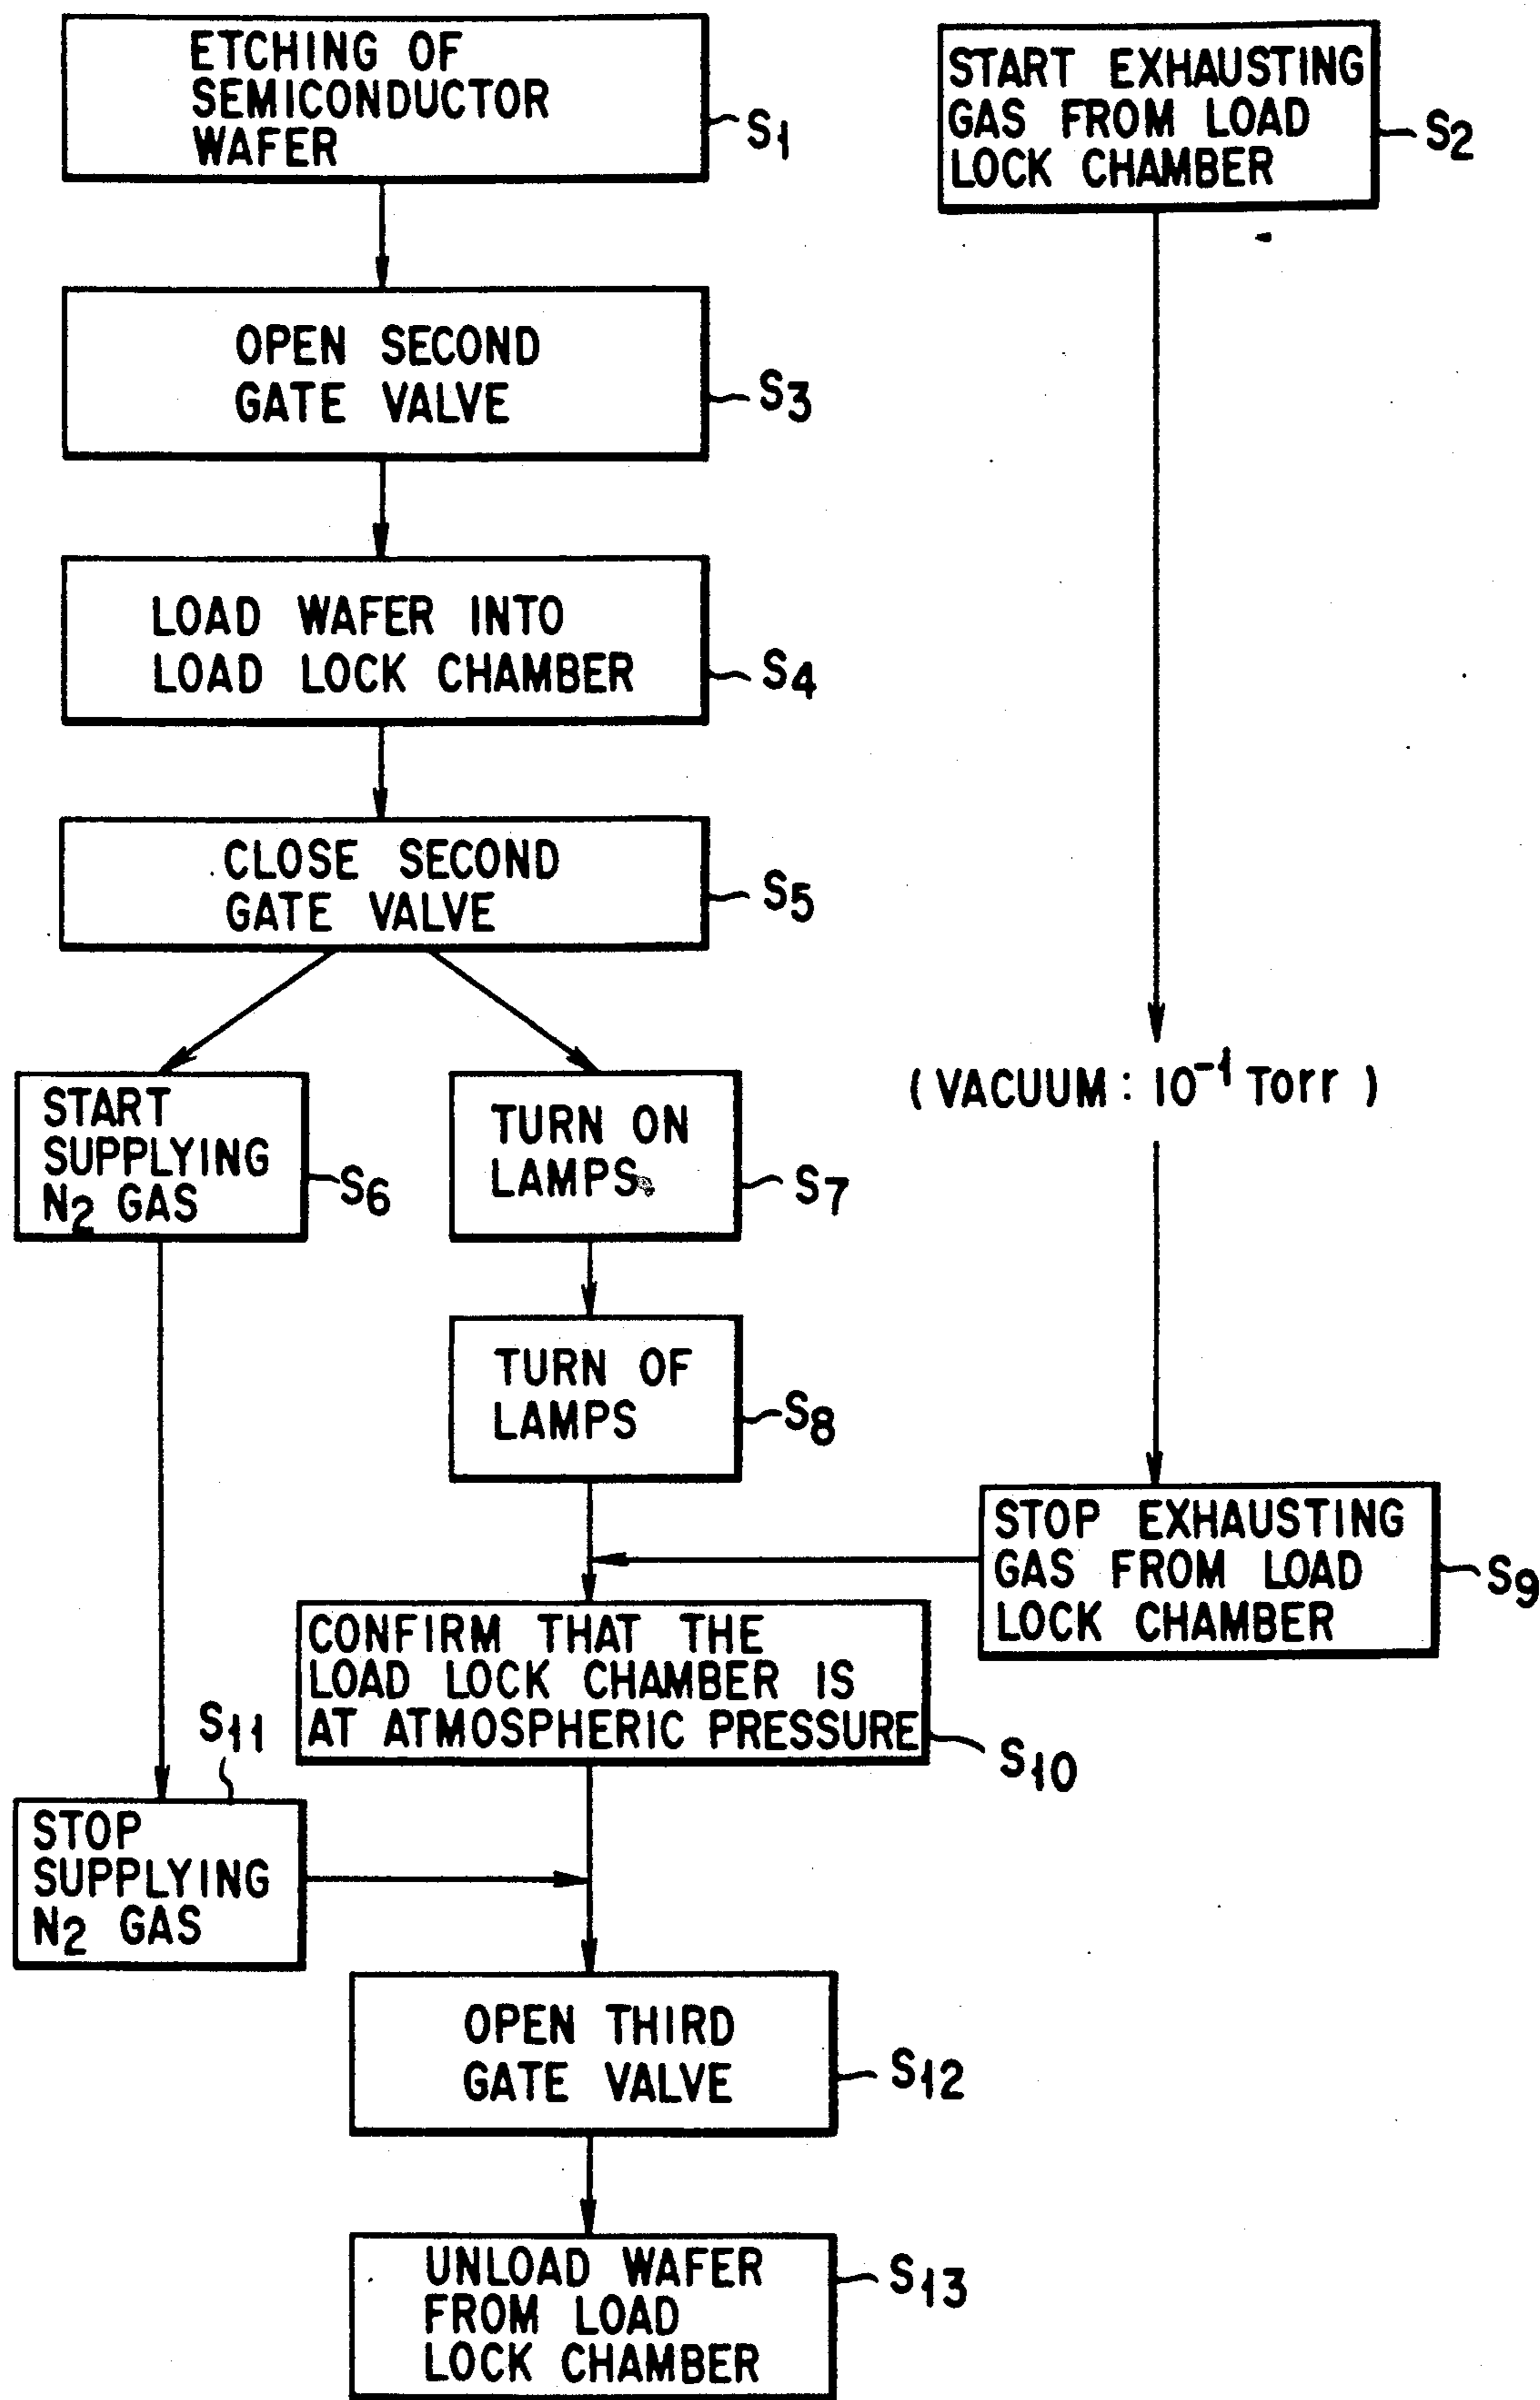 ETCHING OF
SEMICONDUCTOR
WAFER
S1
START EXHAUSTING
GAS FROM LOAD
LOCK CHAMBER
S2
OPEN SECOND
GATE VALVE
S3
LOAD WAFER INTO
LOAD LOCK CHAMBER
S4
CLOSE SECOND
GATE VALVE
S5
START
SUPPLYING
N2 GAS
S6
TURN ON
LAMPS
S7
(VACUUM: 10⁻¹ Torr)
TURN OF
LAMPS
S8
STOP EXHAUSTING
GAS FROM LOAD
LOCK CHAMBER
S9
CONFIRM THAT THE
LOAD LOCK CHAMBER IS
AT ATMOSPHERIC PRESSURE
S10
S11
STOP
SUPPLYING
N2 GAS
OPEN THIRD
GATE VALVE
S12
UNLOAD WAFER
FROM LOAD
LOCK CHAMBER
S13